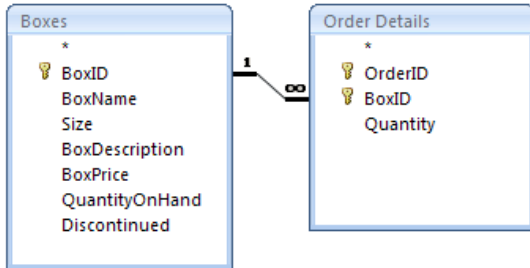 Boxes
*
BoxID
BoxName
Size
BoxDescription
BoxPrice
QuantityOnHand
Discontinued
1
∞
Order Details
*
OrderID
BoxID
Quantity